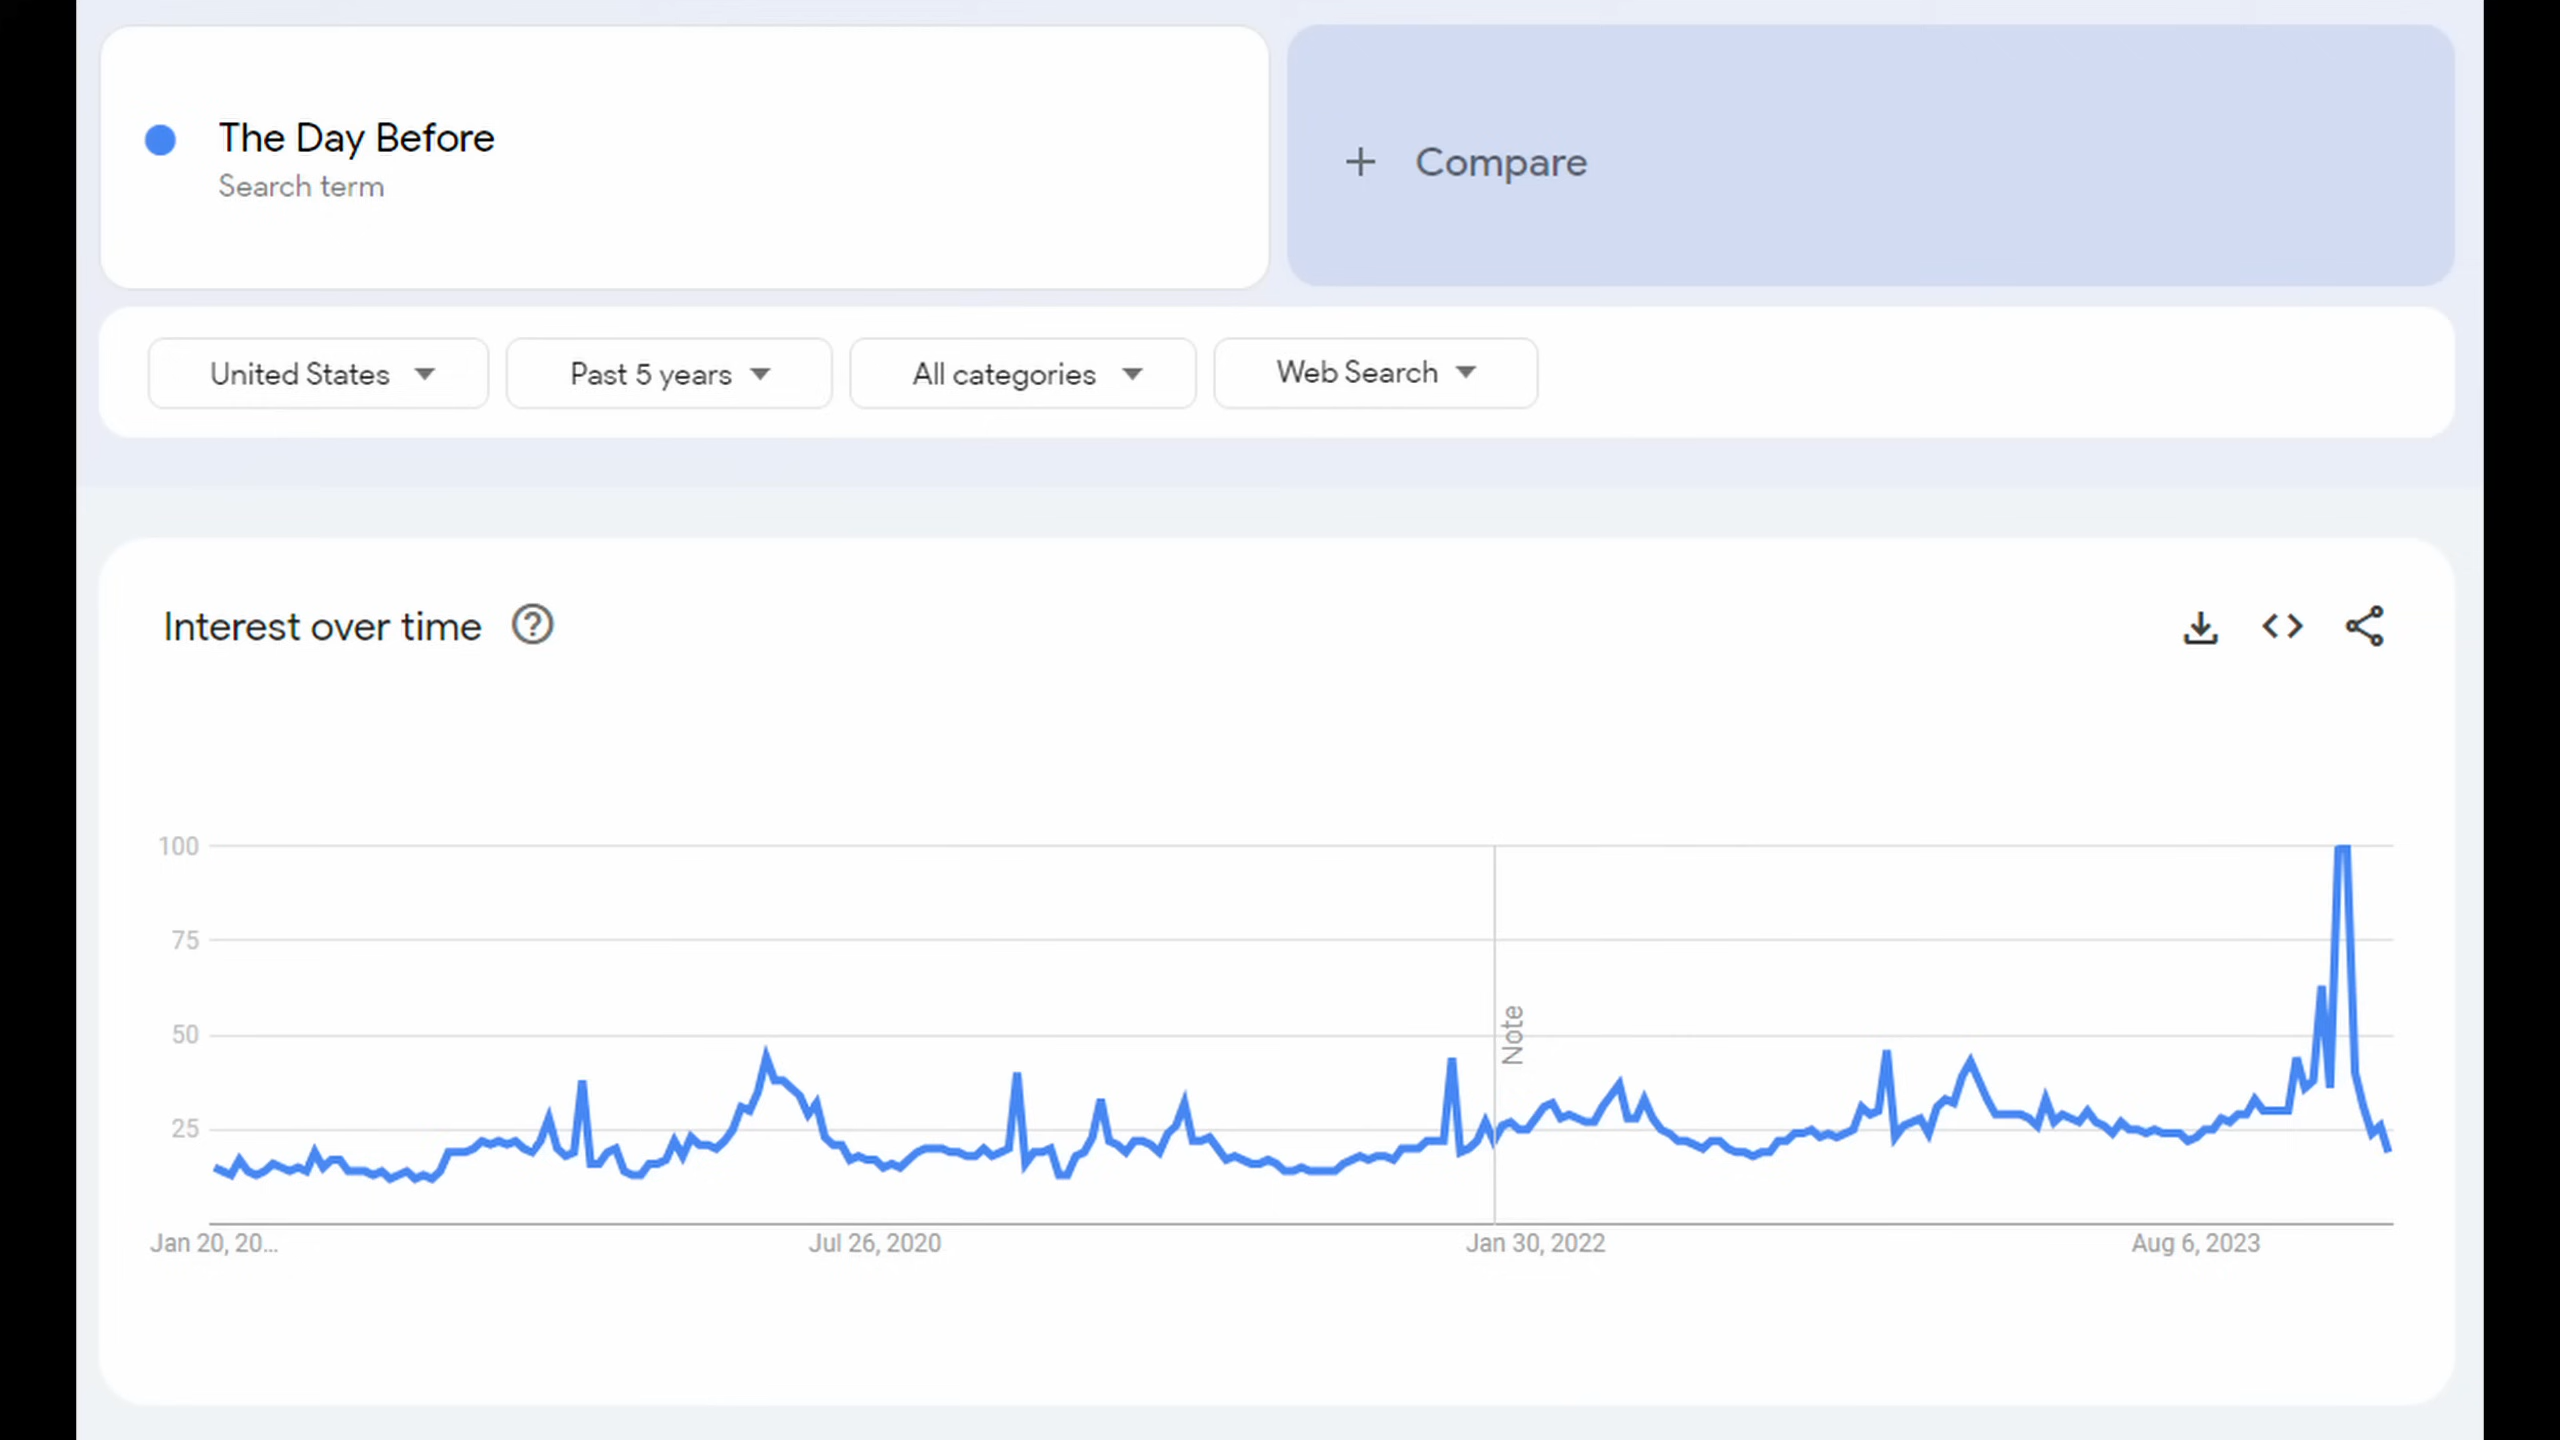 The Day Before
Search term
+ Compare
United States
Past 5 years
All categories
Web Search
Interest over time
100
75
50
25
Note
Jan 20, 20...
Jul 26, 2020
Jan 30, 2022
Aug 6, 2023